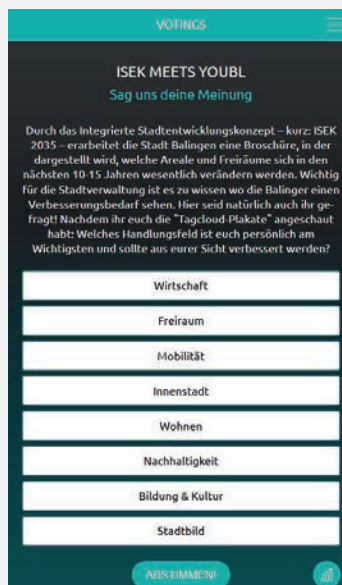 VOTINGS
ISEK MEETS YOUBL
Sag uns deine Meinung
Durch das Integrierte Stadtentwicklungskonzept – kurz: ISEK
2035 – erarbeitet die Stadt Balingen eine Broschüre, in der
dargestellt wird, welche Areale und Freiräume sich in den
nächsten 10-15 Jahren wesentlich verändern werden. Wichtig
für die Stadtverwaltung ist es zu wissen wo die Balinger einen
Verbesserungsbedarf sehen. Hier seid natürlich auch ihr ge-
fragt! Nachdem ihr euch die "Tagcloud-Plakate" angeschaut
habt: Welches Handlungsfeld ist euch persönlich am
Wichtigsten und sollte aus eurer Sicht verbessert werden?
Wirtschaft
Freiraum
Mobilität
Innenstadt
Wohnen
Nachhaltigkeit
Bildung & Kultur
Stadtbild
ABSTIMMEN!